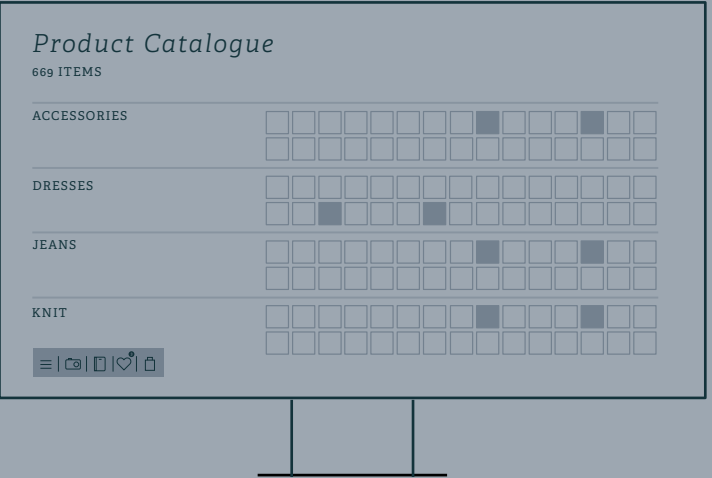 Product Catalogue
669 ITEMS
ACCESSORIES
DRESSES
JEANS
KNIT